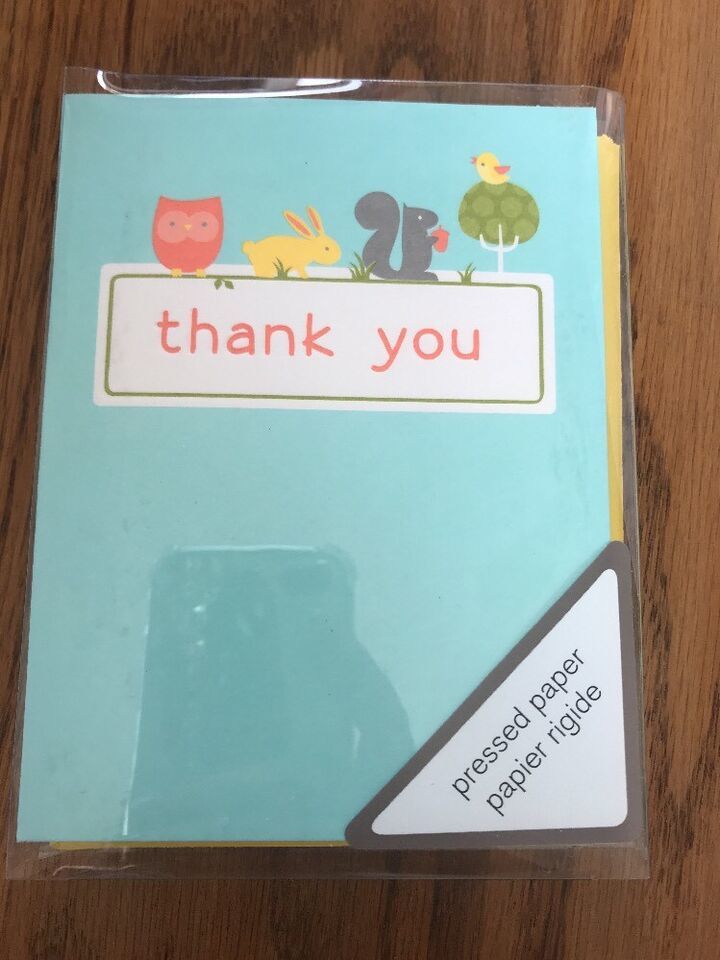 thank you
pressed paper
papier rigide